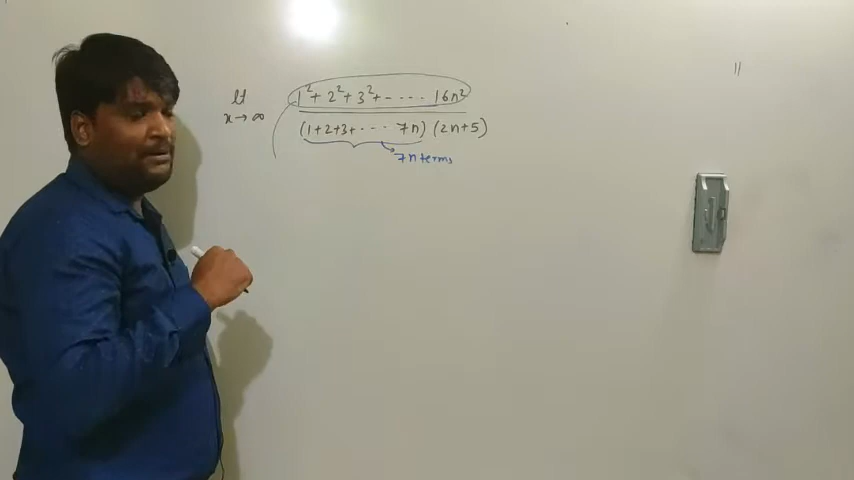 lt 1²+ 2²+ 3²+ - - - - 16n²
x→∞ (1+2+3+ - - - 7n) (2n+5)
7n terms